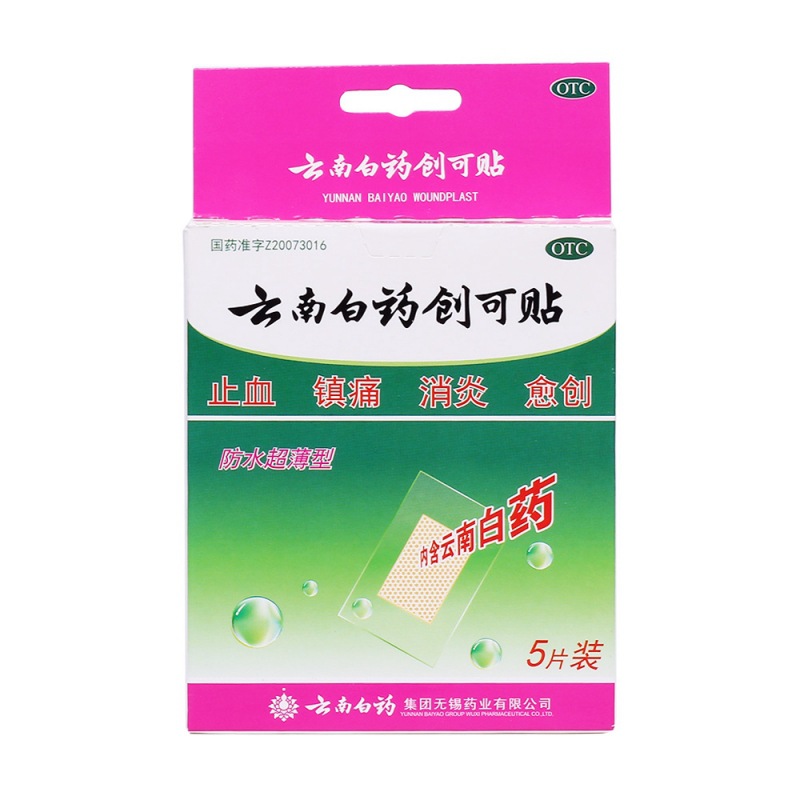 OTC
云南白药创可贴
YUNNAN BAIYAO WOUNDPLAST
国药准字Z20073016
OTC
云南白药创可贴
止血 镇痛 消炎 愈创
防水超薄型
内含云南白药
5片装
云南白药 集团无锡药业有限公司
YUNNAN BAIYAO GROUP WUXI PHARMACEUTICAL CO.,LTD.